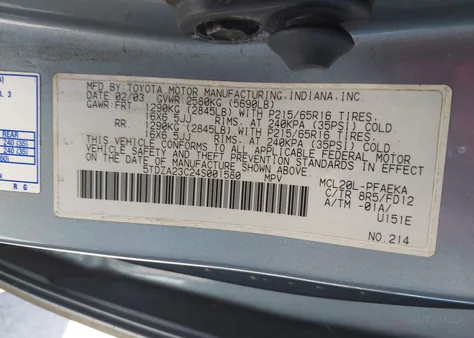 MFD BY TOYOTA MOTOR MANUFACTURING,INDIANA,INC.
DATE 02/03 GVWR 2580KG (5690LB)
GAWR FRT 1290KG (2845LB) WITH P215/65R16 TIRES,
16X6.5JJ RIMS, AT 240KPA (35PSI) COLD
RR 1290KG (2845LB) WITH P215/65R16 TIRES,
16X6.5JJ RIMS, AT 240KPA (35PSI) COLD
THIS VEHICLE CONFORMS TO ALL APPLICABLE FEDERAL MOTOR
VEHICLE SAFETY AND THEFT PREVENTION STANDARDS IN EFFECT
ON THE DATE OF MANUFACTURE SHOWN ABOVE.
5TDZA23C24S001580 MPV
MCL20L-PFAEKA
C/TR 8R5/FD12
A/TM -01A/
U151E
NO.214
REAR
R G